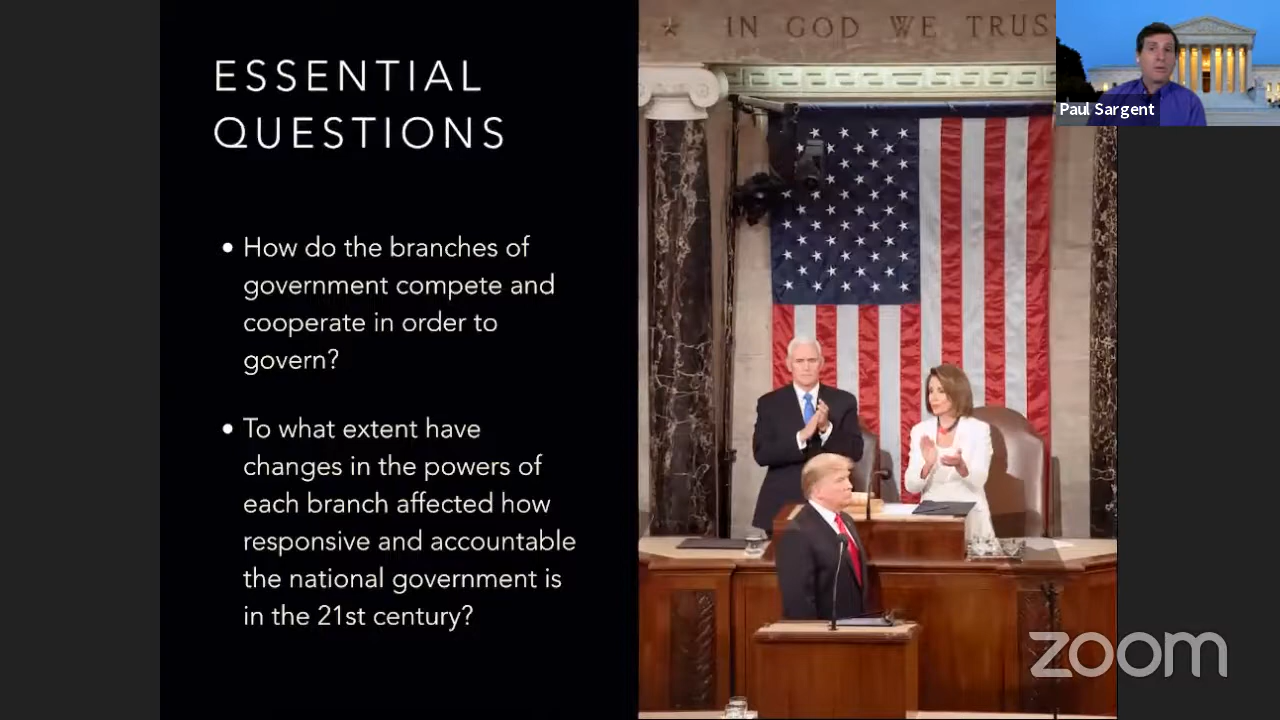 ESSENTIAL
QUESTIONS
• How do the branches of
government compete and
cooperate in order to
govern?
• To what extent have
changes in the powers of
each branch affected how
responsive and accountable
the national government is
in the 21st century?
IN GOD WE TRUS
Paul Sargent
zoom